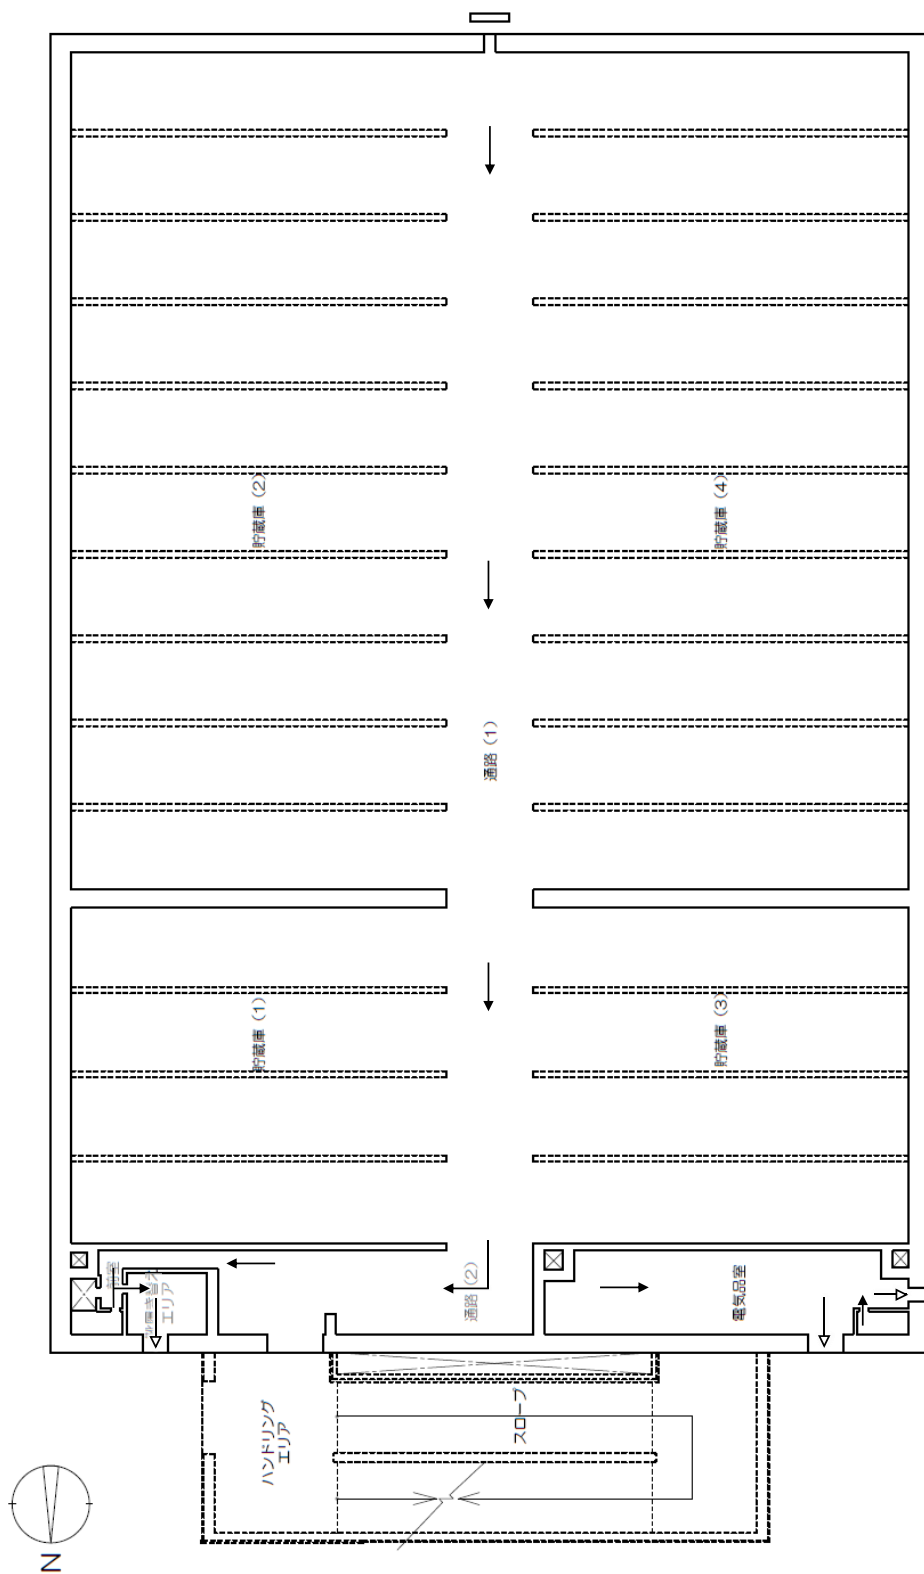 貯蔵庫（2）
貯蔵庫（4）
通路（1）
貯蔵庫（1）
貯蔵庫（3）
前室
エリア
通路（2）
電気品室
ハンドリング
エリア
スロープ
N